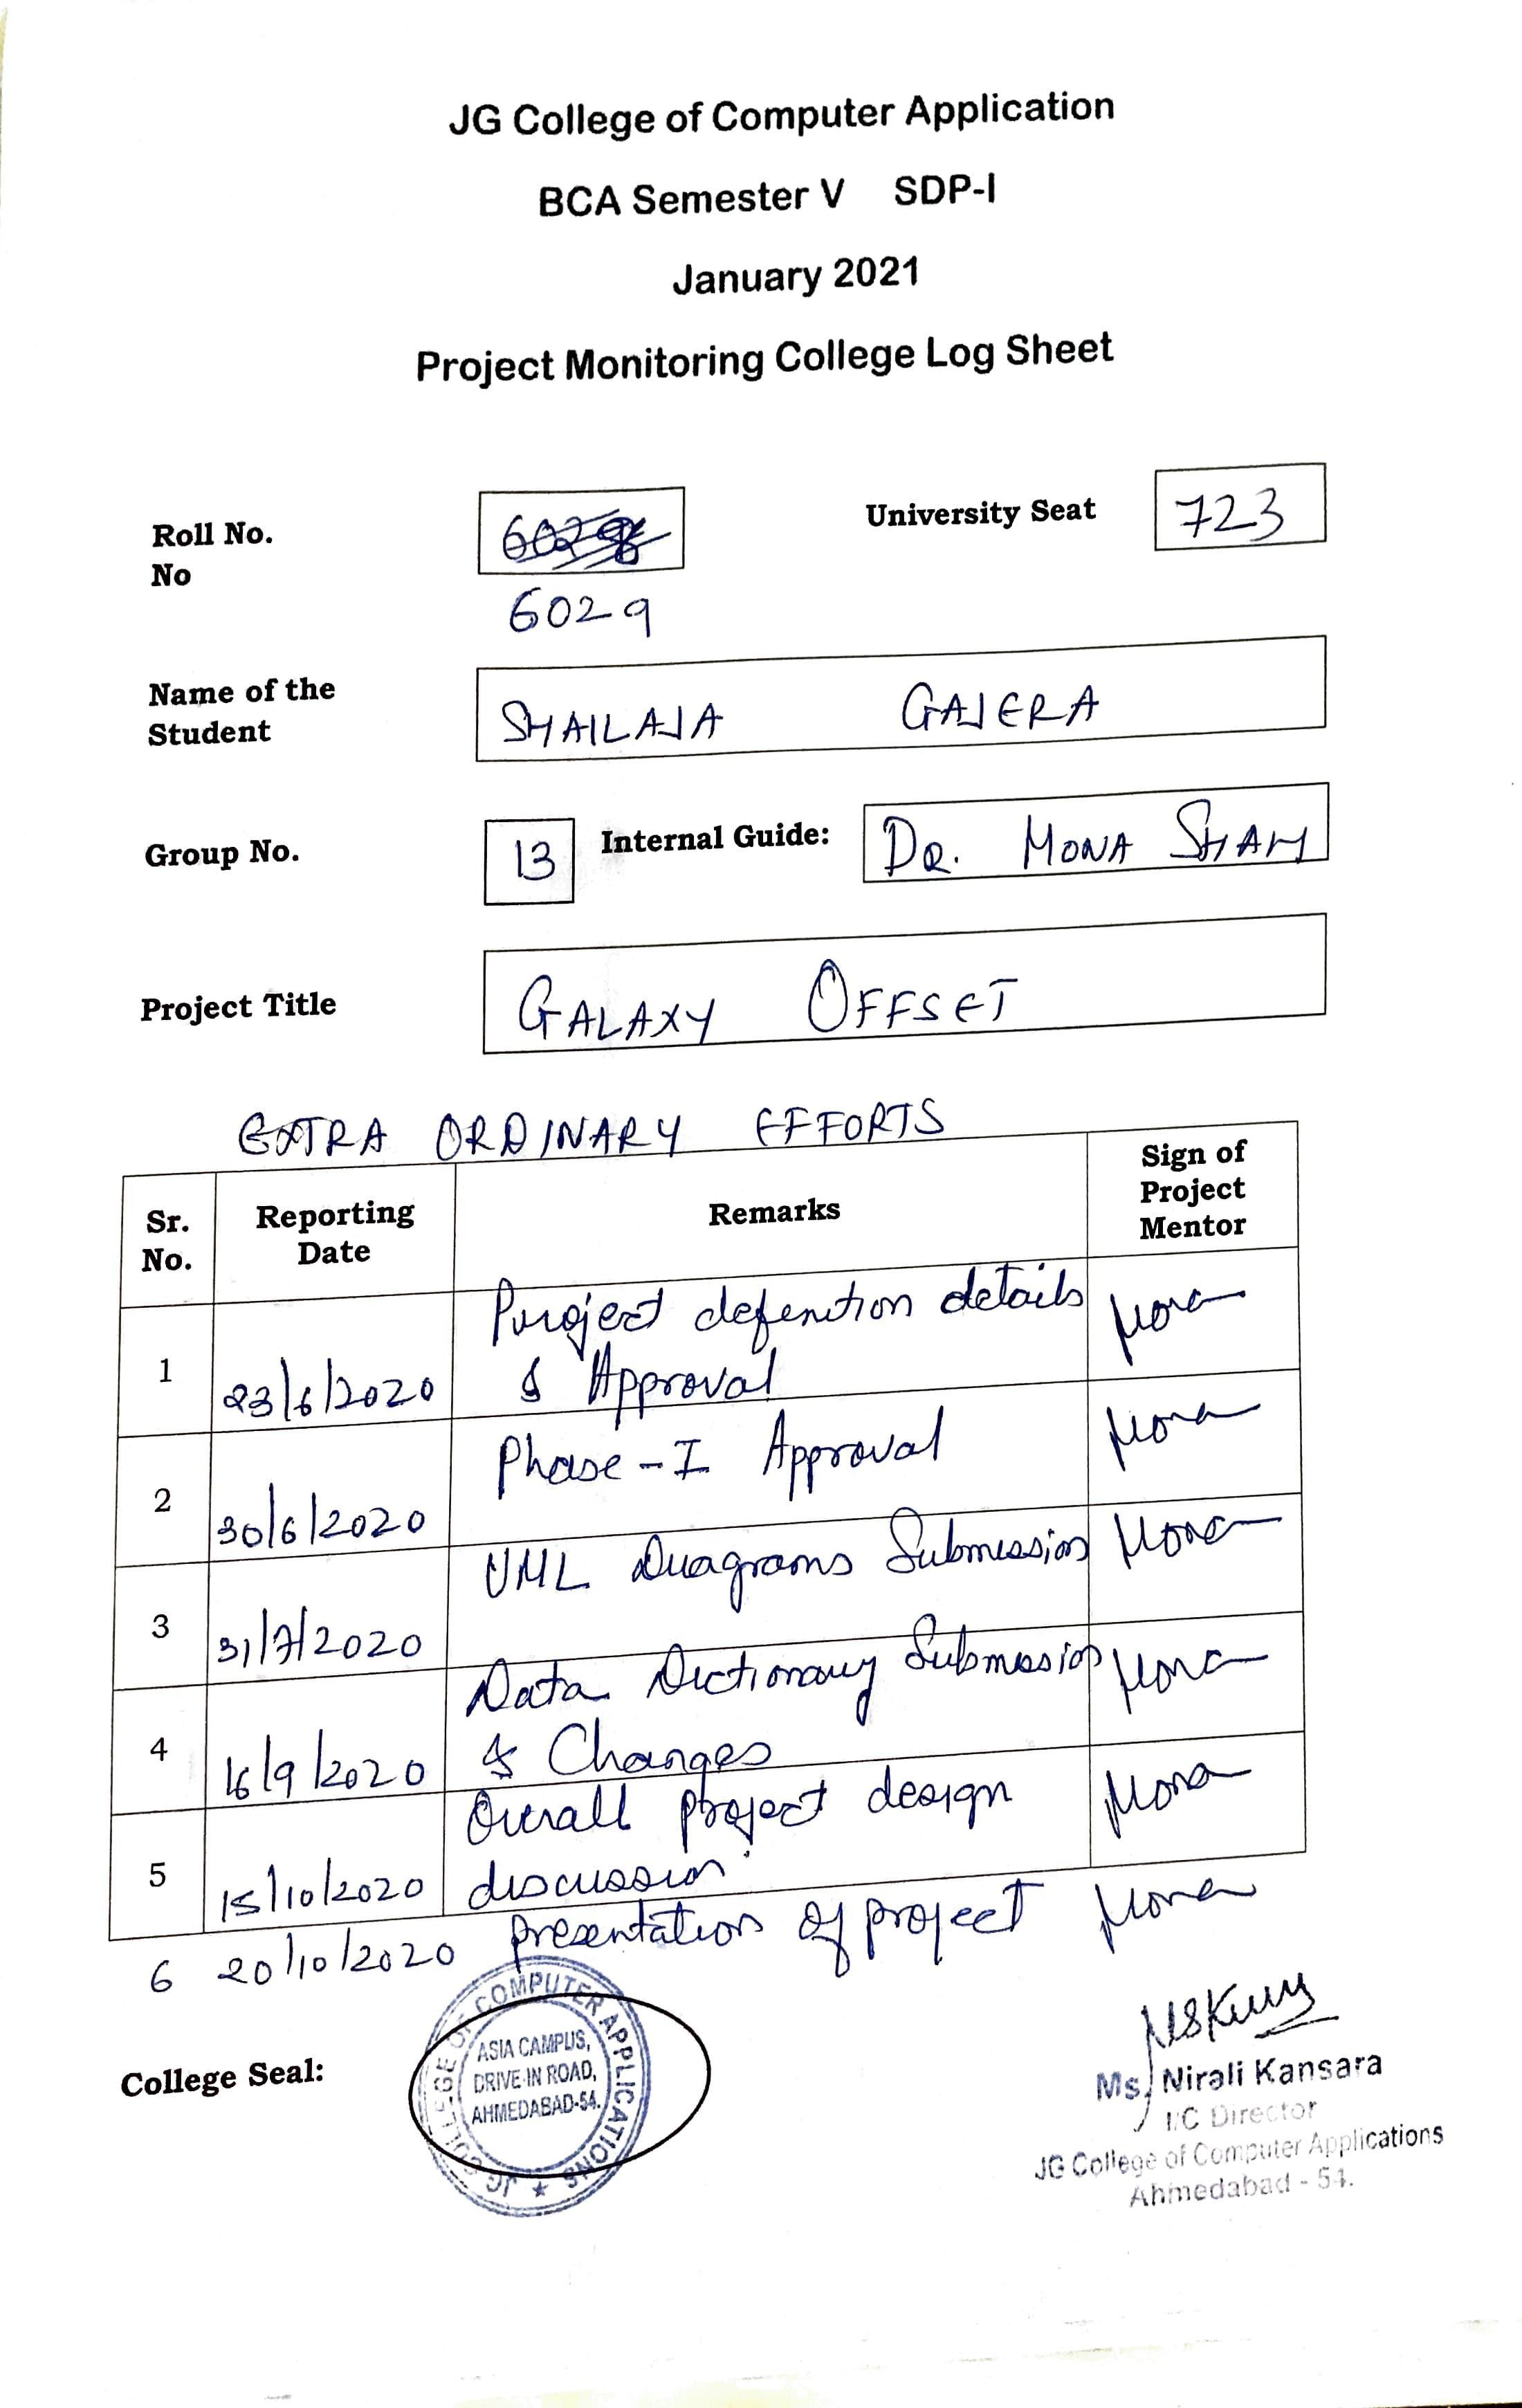 JG College of Computer Application
BCA Semester V SDP-I
January 2021
Project Monitoring College Log Sheet
Roll No. University Seat 723
No
6029
Name of the
Student
SHAILAJA GAJERA
Group No. 13 Internal Guide: DR. MONA SHAH
Project Title GALAXY OFFSET
EXTRA ORDINARY EFFORTS
Sr.
No.
Reporting
Date
Remarks
Sign of
Project
Mentor
1 23/6/2020 Project defenition details
& Approval Mona
2 30/6/2020 Phase-I Approval Mona
3 31/7/2020 UML Diagrams Submission Mona
4 16/9/2020 Data Dictionary Submission
& Changes Mona
5 15/10/2020 Overall project design
discussion Mona
6 20/10/2020 presentation of project Mona
College Seal:
JG COLLEGE OF COMPUTER APPLICATIONS ★
ASIA CAMPUS,
DRIVE-IN ROAD,
AHMEDABAD-54.
Ms. Nirali Kansara
I/C Director
JG College of Computer Applications
Ahmedabad - 54.